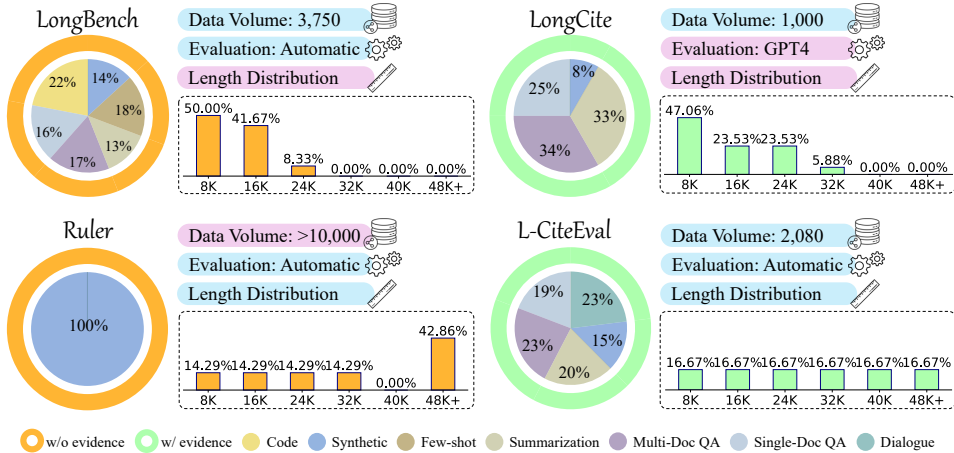 LongBench
Data Volume: 3,750
Evaluation: Automatic
Length Distribution
22%
14%
18%
13%
17%
16%
50.00%
41.67%
8.33%
0.00%
0.00%
0.00%
8K
16K
24K
32K
40K
48K+
LongCite
Data Volume: 1,000
Evaluation: GPT4
Length Distribution
8%
25%
33%
34%
47.06%
23.53%
23.53%
5.88%
0.00%
0.00%
8K
16K
24K
32K
40K
48K+
Ruler
Data Volume: >10,000
Evaluation: Automatic
Length Distribution
100%
14.29%
14.29%
14.29%
14.29%
0.00%
42.86%
8K
16K
24K
32K
40K
48K+
L-CiteEval
Data Volume: 2,080
Evaluation: Automatic
Length Distribution
19%
23%
15%
20%
23%
16.67%
16.67%
16.67%
16.67%
16.67%
16.67%
8K
16K
24K
32K
40K
48K+
w/o evidence
w/ evidence
Code
Synthetic
Few-shot
Summarization
Multi-Doc QA
Single-Doc QA
Dialogue